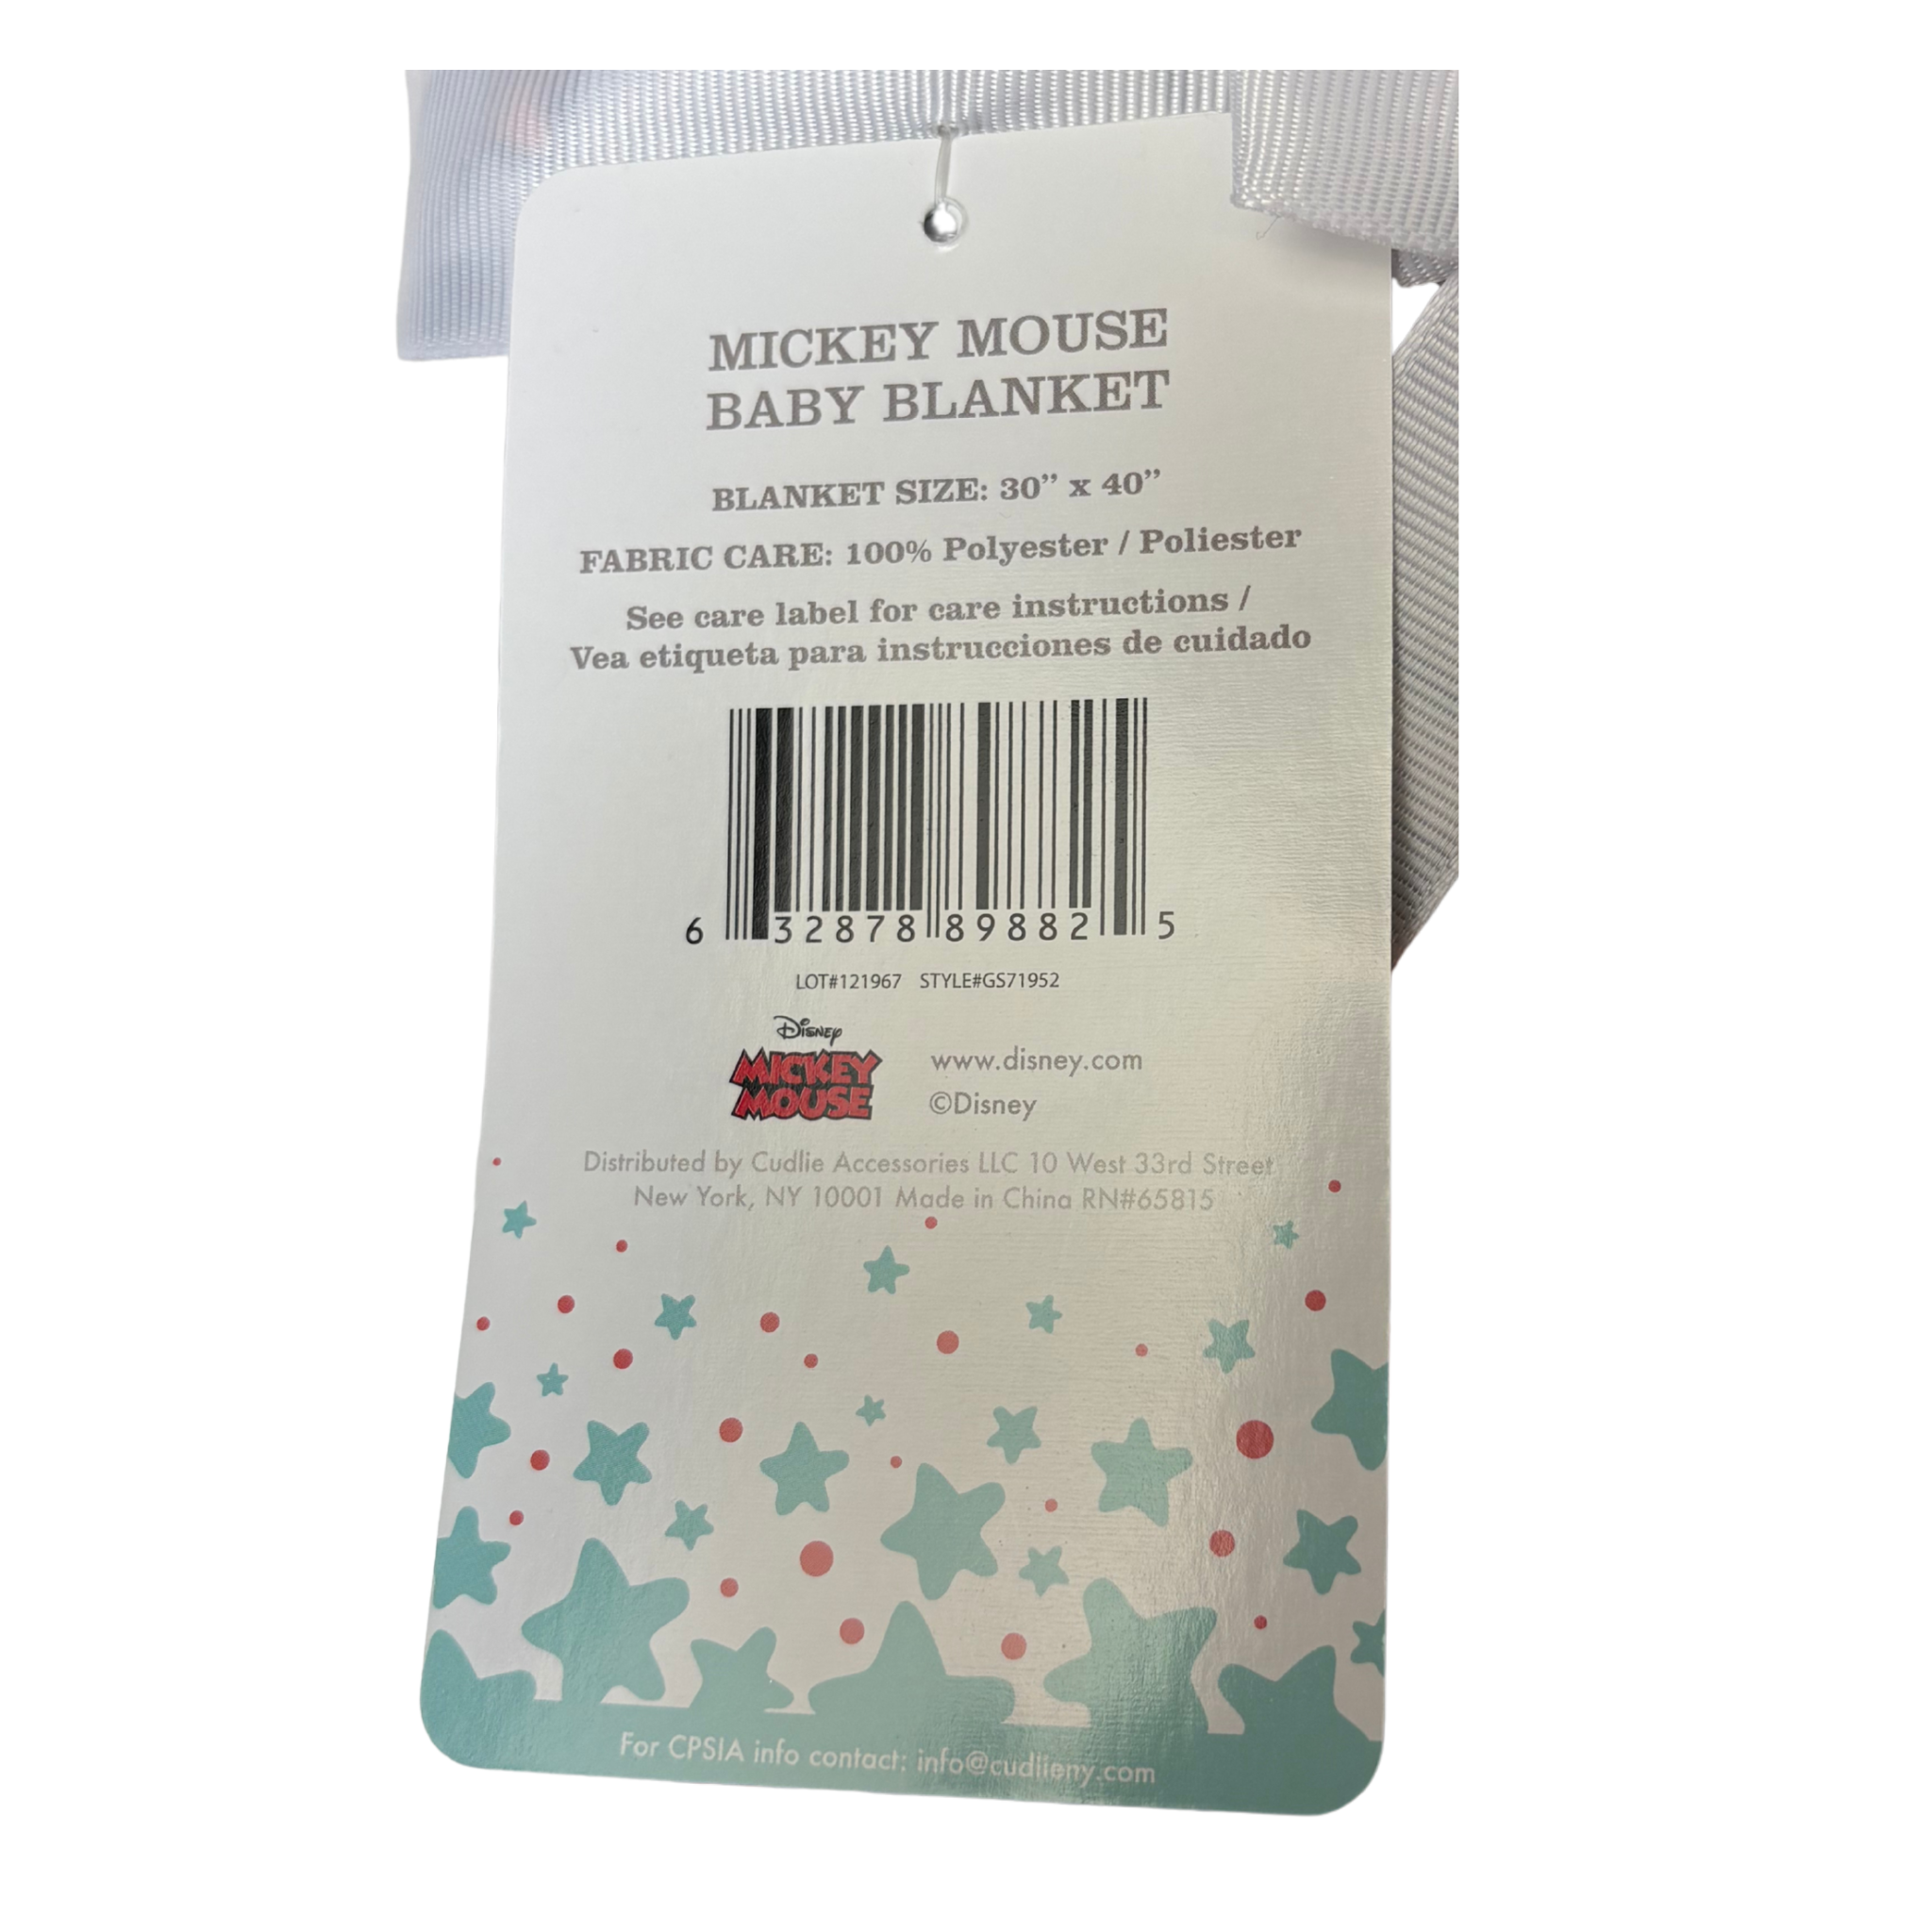 MICKEY MOUSE
BABY BLANKET
BLANKET SIZE: 30” x 40”
FABRIC CARE: 100% Polyester / Poliester
See care label for care instructions /
Vea etiqueta para instrucciones de cuidado
6 32878 89882 5
LOT#121967 STYLE#GS71952
Disney
MICKEY
MOUSE
www.disney.com
©Disney
Distributed by Cudlie Accessories LLC 10 West 33rd Street
New York, NY 10001 Made in China RN#65815
For CPSIA info contact: info@cudlieny.com